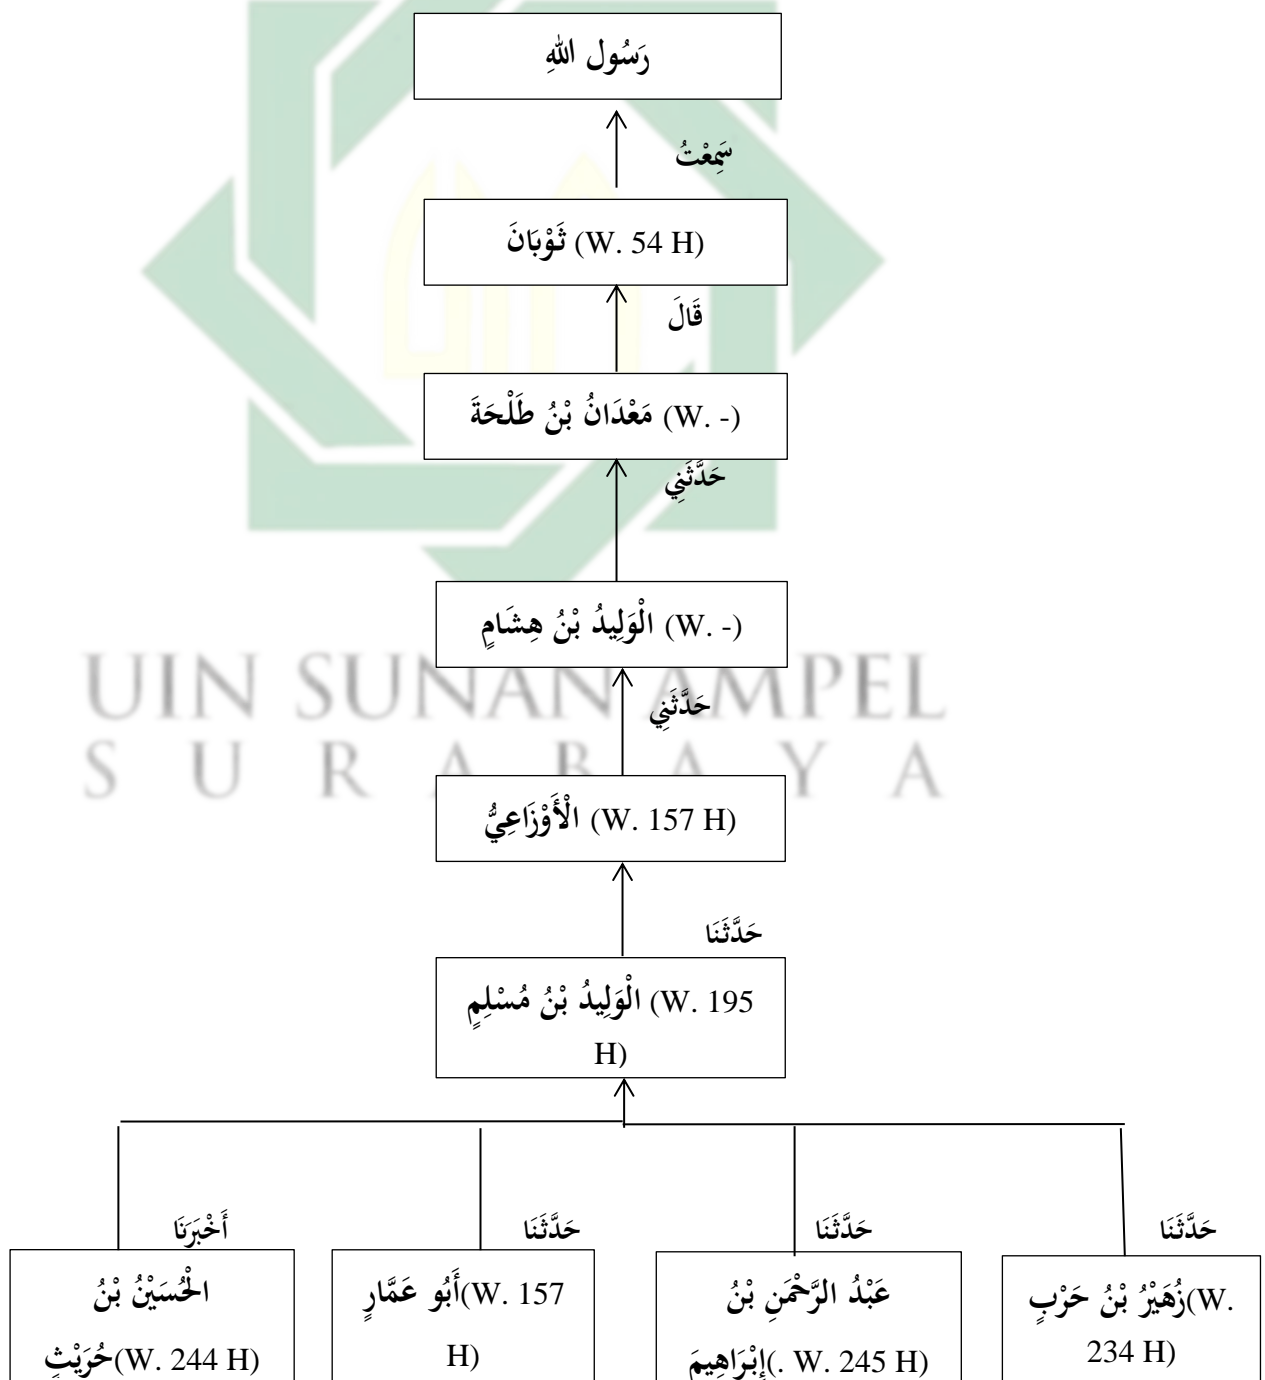 رَسُول اللهِ
سَمِعْتُ
ثَوْبَانَ (W. 54 H)
قَالَ
مَعْدَانُ بْنُ طَلْحَةَ (W. -)
حَدَّثَنِي
الْوَلِيدُ بْنُ هِشَامٍ (W. -)
UIN SUNAN AMPEL
حَدَّثَنِي
S U R A B A Y A
الْأَوْزَاعِيُّ (W. 157 H)
حَدَّثَنَا
الْوَلِيدُ بْنُ مُسْلِمٍ (W. 195
H)
أَخْبَرَنَا
الْحُسَيْنُ بْنُ
حُرَيْثٍ(W. 244 H)
حَدَّثَنَا
أَبُو عَمَّارٍ(W. 157
H)
حَدَّثَنَا
عَبْدُ الرَّحْمَنِ بْنُ
إِبْرَاهِيمَ(. W. 245 H)
حَدَّثَنَا
زُهَيْرُ بْنُ حَرْبٍ(W.
234 H)